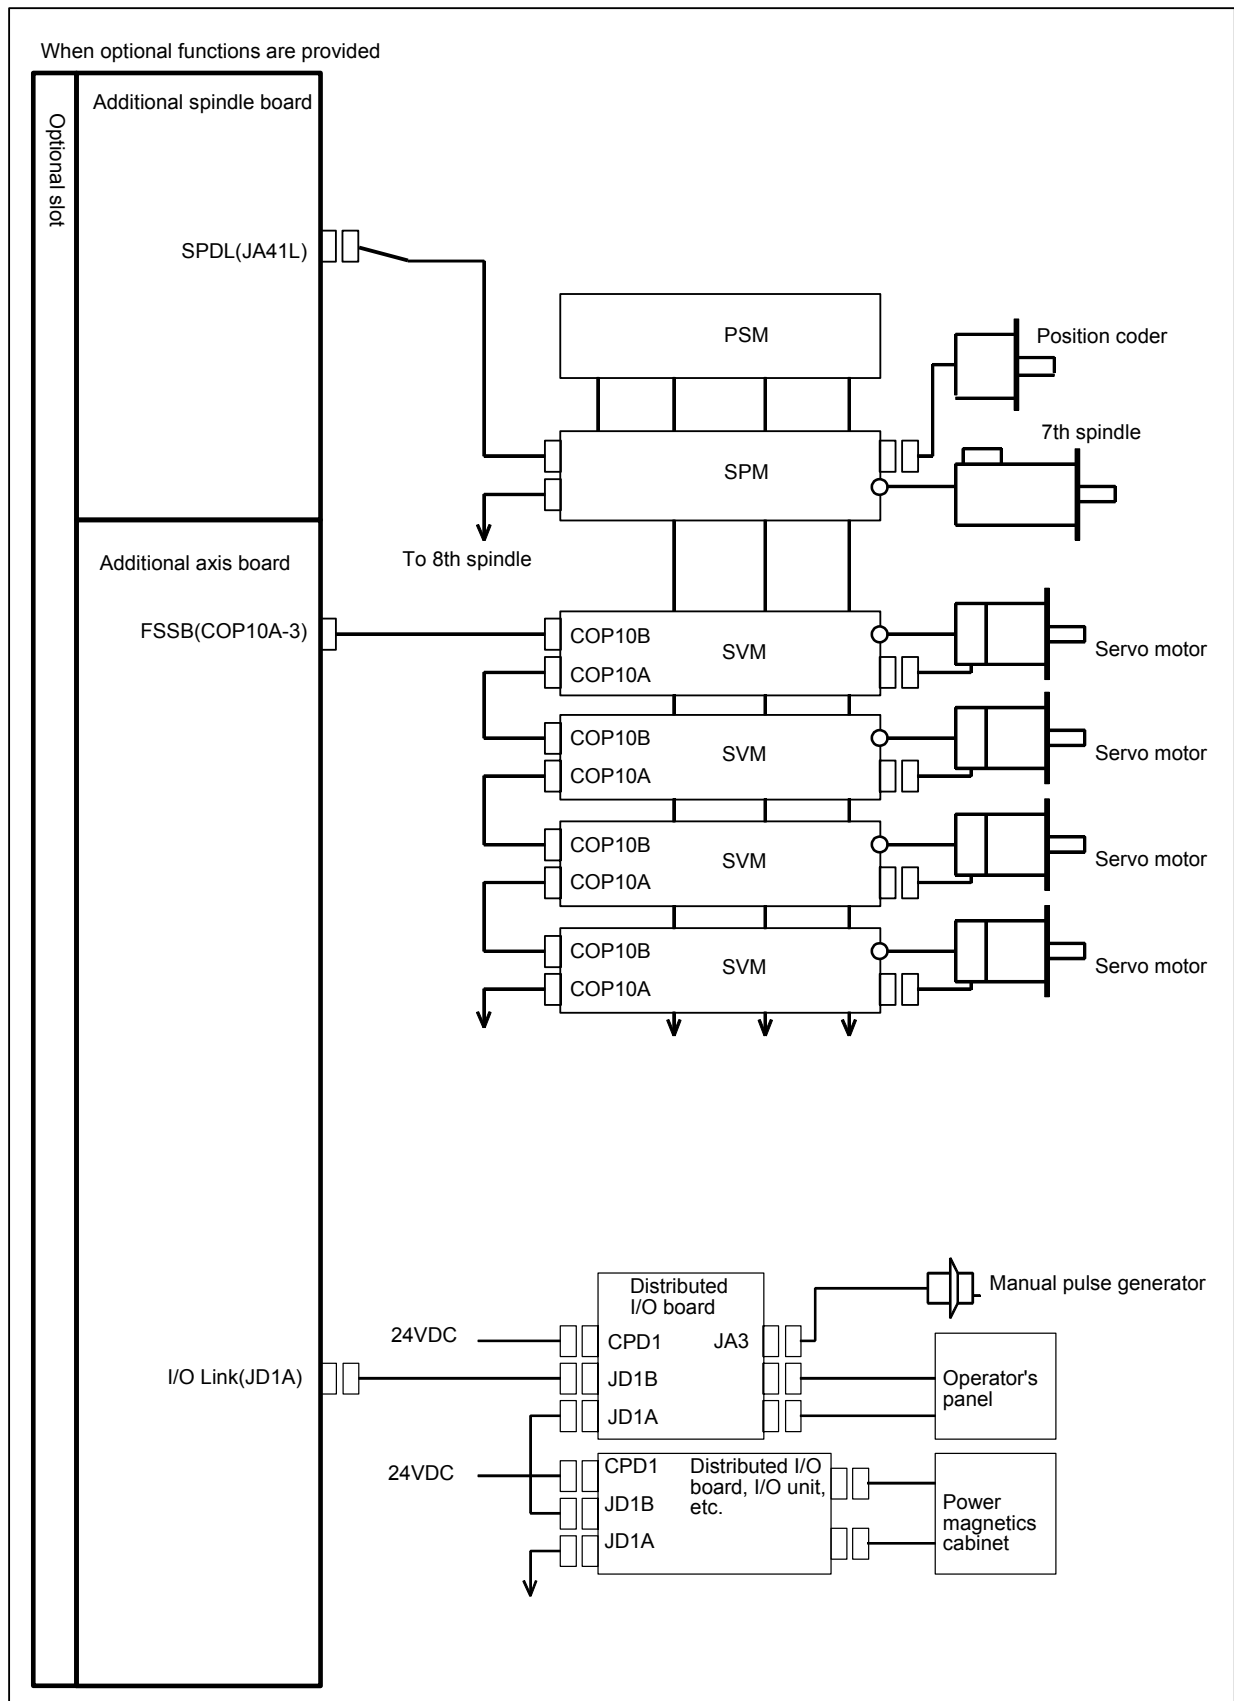 When optional functions are provided
Optional slot
Additional spindle board
SPDL(JA41L)
PSM
Position coder
7th spindle
SPM
To 8th spindle
Additional axis board
FSSB(COP10A-3)
COP10B
SVM
COP10A
Servo motor
COP10B
SVM
COP10A
Servo motor
COP10B
SVM
COP10A
Servo motor
COP10B
SVM
COP10A
Servo motor
Distributed
I/O board
Manual pulse generator
24VDC
CPD1
JA3
I/O Link(JD1A)
JD1B
JD1A
Operator's
panel
24VDC
CPD1
JD1B
JD1A
Distributed I/O
board, I/O unit,
etc.
Power
magnetics
cabinet